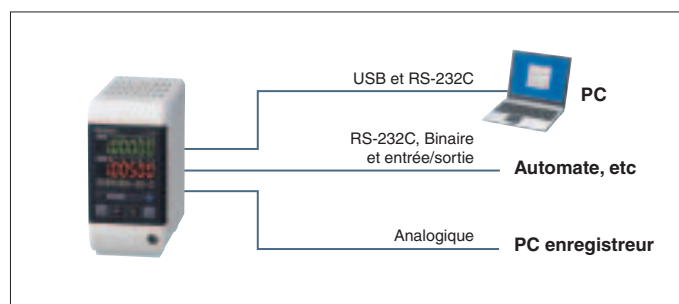 USB et RS-232C
PC
RS-232C, Binaire
et entrée/sortie
Automate, etc
Analogique
PC enregistreur